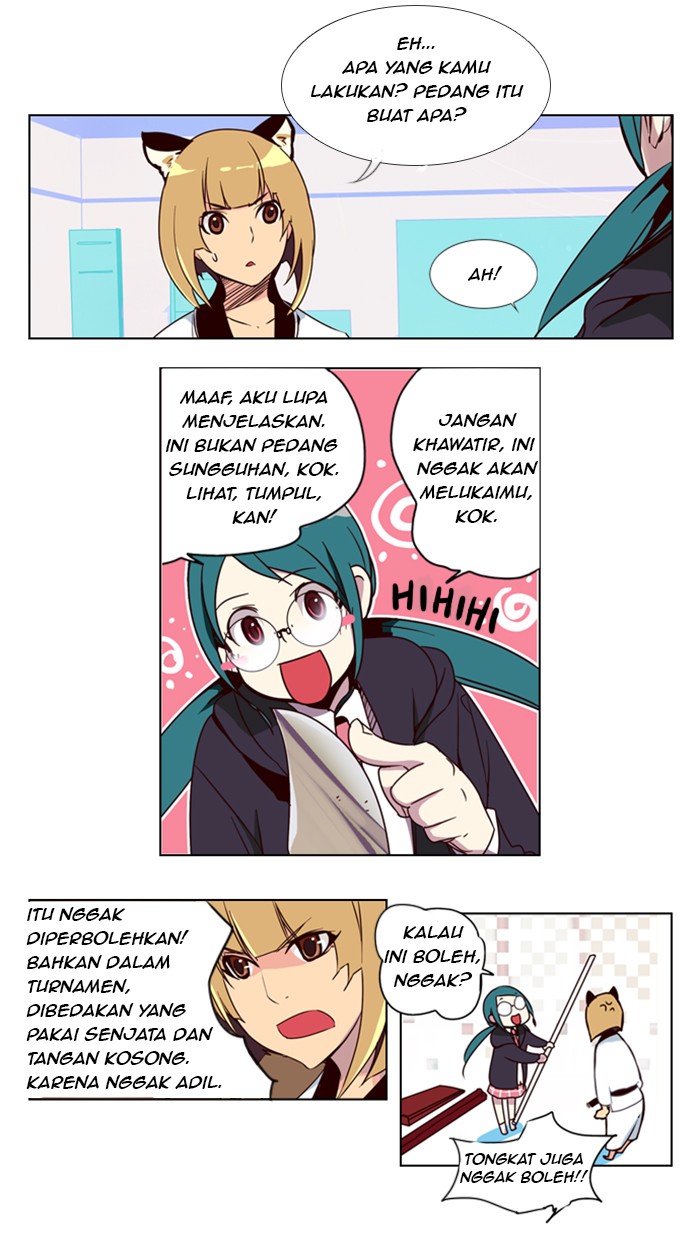 EH...
APA YANG KAMU
LAKUKAN? PEDANG ITU
BUAT APA?
AH!
MAAF, AKU LUPA
MENJELASKAN.
INI BUKAN PEDANG
SUNGGUHAN, KOK.
LIHAT, TUMPUL,
KAN!
JANGAN
KHAWATIR, INI
NGGAK AKAN
MELUKAIMU,
KOK.
HIHIHI
ITU NGGAK
DIPERBOLEHKAN!
BAHKAN DALAM
TURNAMEN,
DIBEDAKAN YANG
PAKAI SENJATA DAN
TANGAN KOSONG.
KARENA NGGAK ADIL.
KALAU
INI BOLEH,
NGGAK?
TONGKAT JUGA
NGGAK BOLEH!!